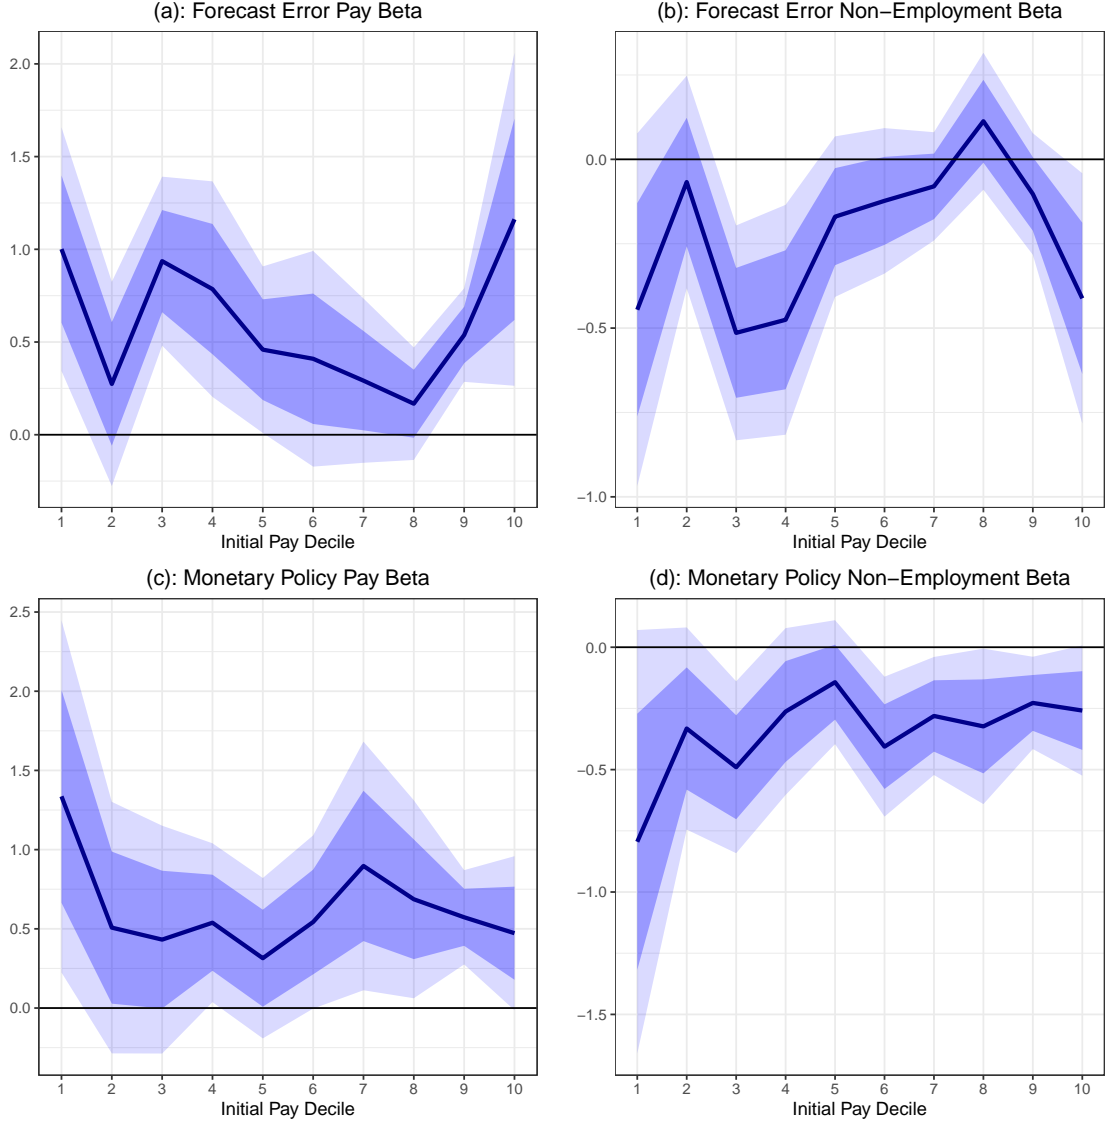 (a): Forecast Error Pay Beta
2.0
1.5
1.0
0.5
0.0
1 2 3 4 5 6 7 8 9 10
Initial Pay Decile
(b): Forecast Error Non−Employment Beta
0.0
−0.5
−1.0
1 2 3 4 5 6 7 8 9 10
Initial Pay Decile
(c): Monetary Policy Pay Beta
2.5
2.0
1.5
1.0
0.5
0.0
1 2 3 4 5 6 7 8 9 10
Initial Pay Decile
(d): Monetary Policy Non−Employment Beta
0.0
−0.5
−1.0
−1.5
1 2 3 4 5 6 7 8 9 10
Initial Pay Decile